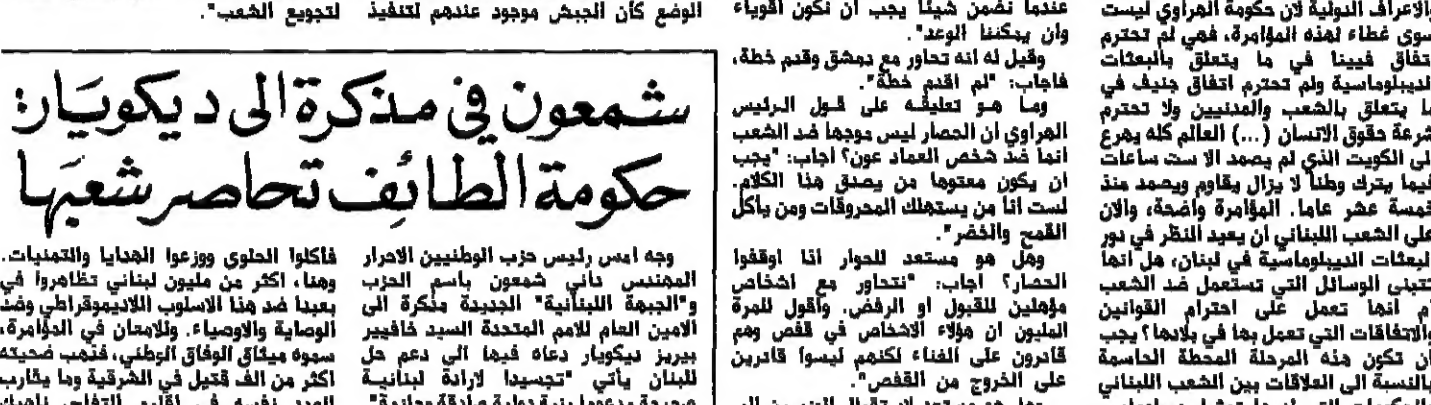 والاعراف الدولية لان حكومة الهراوي ليست
سوى غطاء لهذه المؤامرة، فهي لم تحترم
اتفاق فيينا في ما يتعلق بالبعثات
الديبلوماسية ولم تحترم اتفاق جنيف في
ما يتعلق بالشعب والمدنيين ولا تحترم
شرعة حقوق الانسان (...) العالم كله يهرع
الى الكويت الذي لم يصمد الا ست ساعات
فيما يترك وطناً لا يزال يقاوم ويصمد منذ
خمسة عشر عاما. المؤامرة واضحة، والان
على الشعب اللبناني ان يعيد النظر في دور
البعثات الديبلوماسية في لبنان، هل انها
تتبنى الوسائل التي تستعمل ضد الشعب
ام انها تعمل على احترام القوانين
والاتفاقات التي تعمل بها في بلادها؟ يجب
ان تكون هذه المرحلة المحطة الحاسمة
بالنسبة الى العلاقات بين الشعب اللبناني
عندما نضمن شيئا يجب ان نكون اقوياء
وان يمكننا الوعد".
وقيل له انه تحاور مع دمشق وقدم خطة،
فاجاب: "لم اقدم خطة".
وما هو تعليقه على قول الرئيس
الهراوي ان الحصار ليس موجها ضد الشعب
انما ضد شخص العماد عون؟ اجاب: "يجب
ان يكون معتوها من يصدق هذا الكلام.
لست انا من يستهلك المحروقات ومن ياكل
القمح والخضر".
وهل هو مستعد للحوار اذا اوقفوا
الحصار؟ اجاب: "نتحاور مع اشخاص
مؤهلين للقبول او الرفض. واقول للمرة
المليون ان هؤلاء الاشخاص في قفص وهم
قادرون على الغناء لكنهم ليسوا قادرين
على الخروج من القفص".
الوضع كأن الجيش موجود عندهم لتنفيذ
لتجويع الشعب".
شمعون في مذكرة الى ديكويار:
حكومة الطائف تحاصر شعبها
وجه امس رئيس حزب الوطنيين الاحرار
المهندس داني شمعون باسم الحزب
و"الجبهة اللبنانية" الجديدة مذكرة الى
الامين العام للامم المتحدة السيد خافيير
بيريز ديكويار دعاه فيها الى دعم حل
للبنان يأتي "تجسيدا لارادة لبنانية
فأكلوا الحلوى ووزعوا الهدايا والتمنيات.
وهنا، اكثر من مليون لبناني تظاهروا في
بعبدا ضد هذا الاسلوب اللاديموقراطي وضد
الوصاية والاوصياء. وللامعان في المؤامرة،
سموه ميثاق الوفاق الوطني، فذهب ضحيته
اكثر من الف قتيل في الشرقية وما يقارب